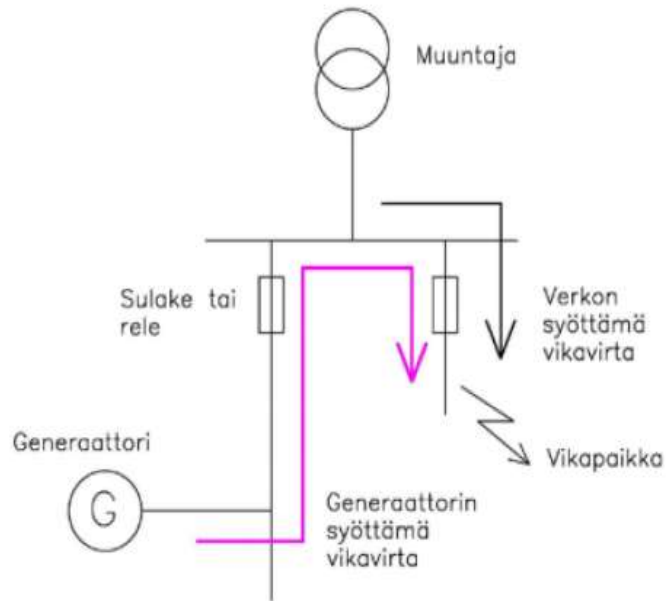 Muuntaja
Sulake tai
rele
Verkon
syöttämä
vikavirta
Generaattori
G
Vikapaikka
Generaattorin
syöttämä
vikavirta